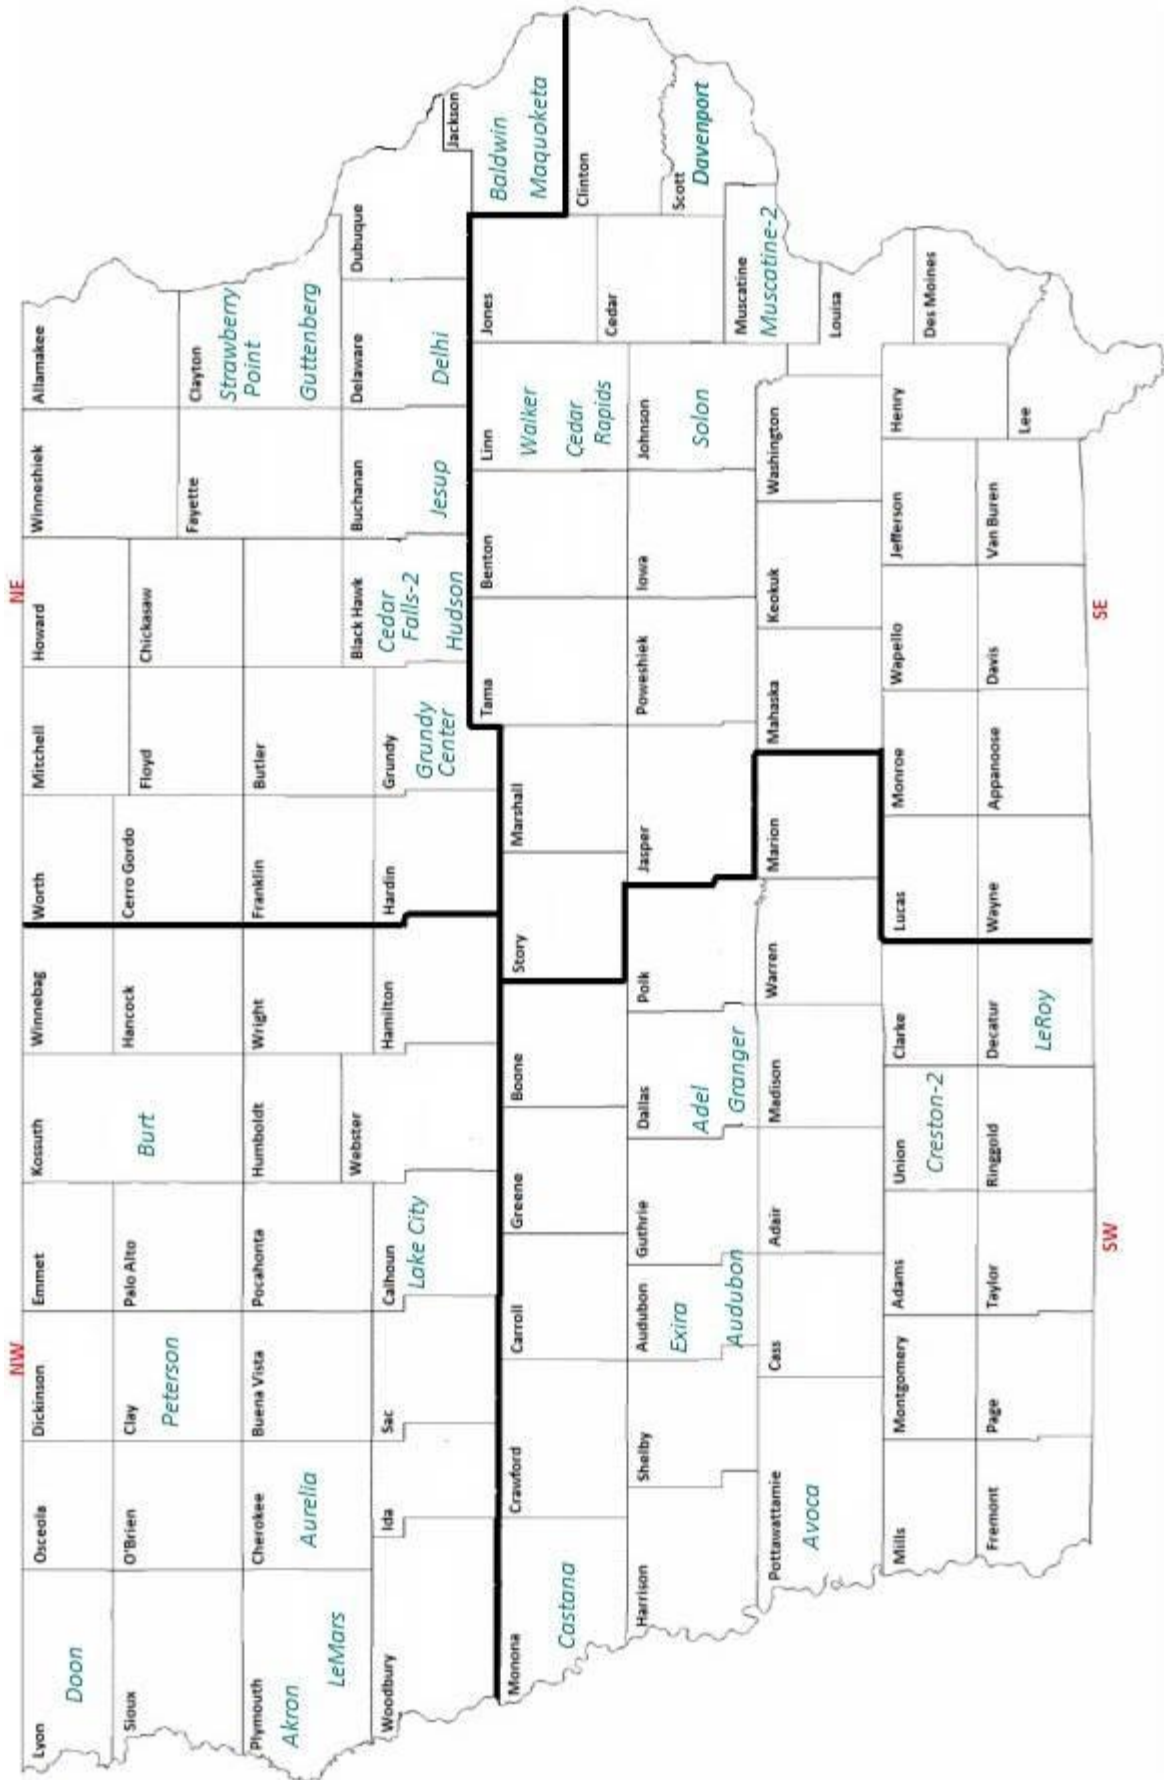 NW
NE
Lyon
Osceola
Dickinson
Emmet
Kossuth
Winnebag
Worth
Mitchell
Howard
Winneshiek
Allamakee
Doon
Sioux
O'Brien
Clay
Palo Alto
Hancock
Cerro Gordo
Floyd
Chickasaw
Peterson
Burt
Fayette
Clayton
Strawberry
Point
Guttenberg
Plymouth
Cherokee
Buena Vista
Pocahonta
Humboldt
Wright
Franklin
Butler
Akron
LeMars
Aurelia
Webster
Black Hawk
Buchanan
Delaware
Dubuque
Cedar
Falls-2
Hudson
Jesup
Delhi
Woodbury
Ida
Sac
Calhoun
Hamilton
Hardin
Grundy
Lake City
Grundy
Center
Jackson
Baldwin
Maquoketa
Monona
Crawford
Carroll
Greene
Boone
Story
Marshall
Tama
Benton
Linn
Jones
Castana
Walker
Cedar
Rapids
Clinton
Cedar
Harrison
Shelby
Audubon
Guthrie
Dallas
Polk
Jasper
Poweshiek
Iowa
Johnson
Scott
Exira
Audubon
Adel
Granger
Solon
Davenport
Muscatine
Muscatine-2
Pottawattamie
Cass
Adair
Madison
Warren
Marion
Mahaska
Keokuk
Washington
Louisa
Avoca
Mills
Montgomery
Adams
Union
Clarke
Lucas
Monroe
Wapello
Jefferson
Henry
Des Moines
Creston-2
Fremont
Page
Taylor
Ringgold
Decatur
Wayne
Appanoose
Davis
Van Buren
Lee
LeRoy
SW
SE